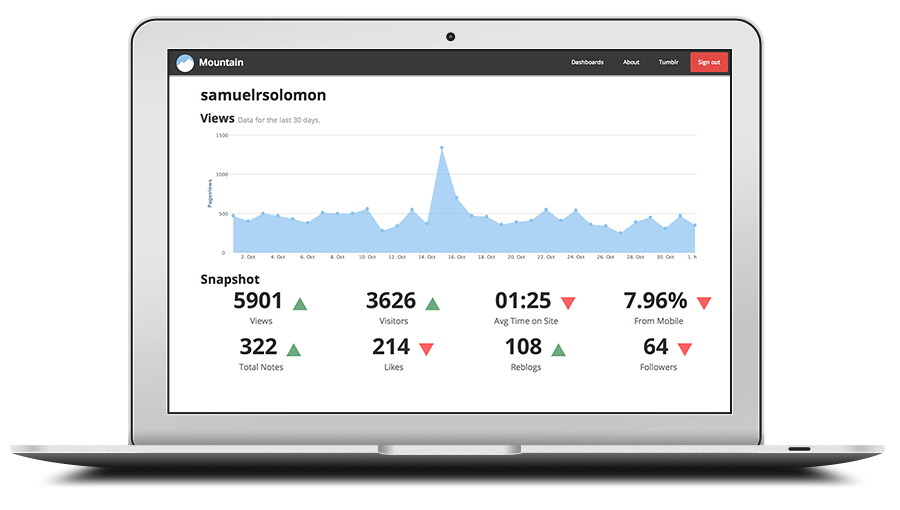 Mountain Dashboards About Tumblr Sign out
samuelrsolomon
Views Data for the last 30 days.
1500
1000
500
0
Pageviews
2. Oct 4. Oct 6. Oct 8. Oct 10. Oct 12. Oct 14. Oct 16. Oct 18. Oct 20. Oct 22. Oct 24. Oct 26. Oct 28. Oct 30. Oct 1. N
Snapshot
5901 3626 01:25 7.96%
Views Visitors Avg Time on Site From Mobile
322 214 108 64
Total Notes Likes Reblogs Followers